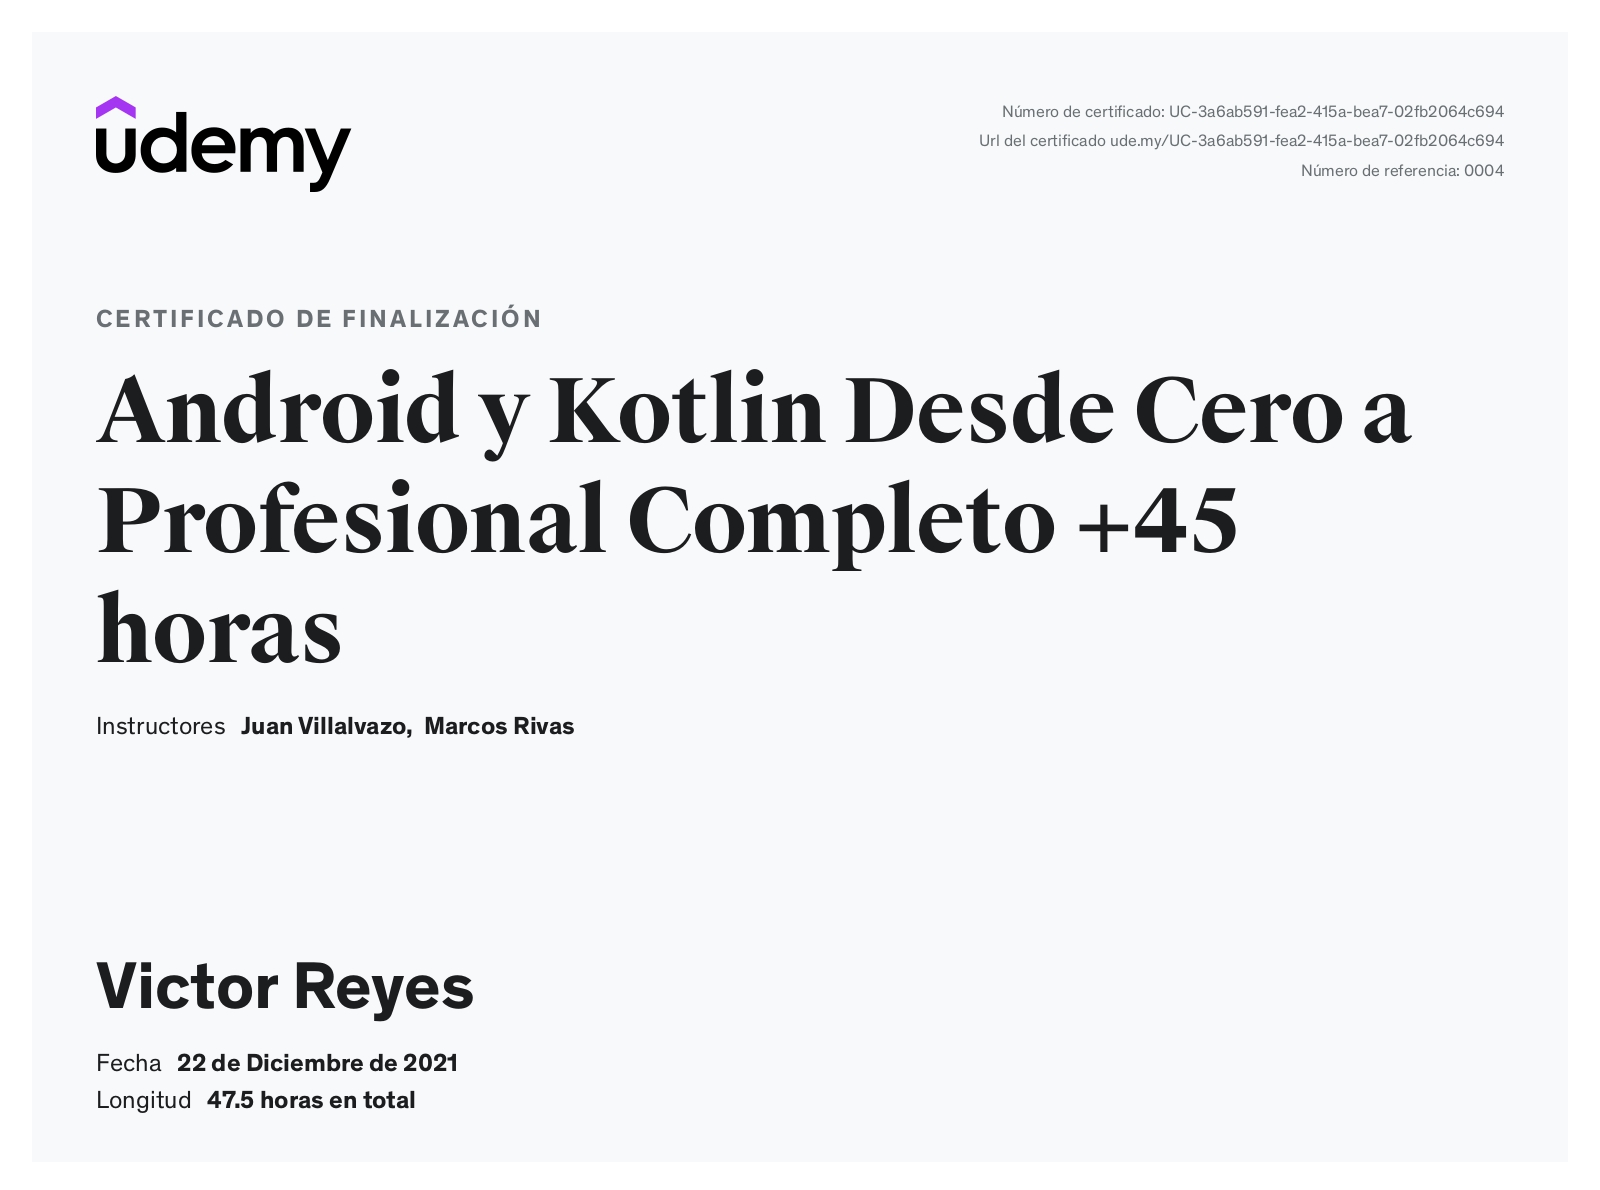 udemy
Número de certificado: UC-3a6ab591-fea2-415a-bea7-02fb2064c694
Url del certificado ude.my/UC-3a6ab591-fea2-415a-bea7-02fb2064c694
Número de referencia: 0004
CERTIFICADO DE FINALIZACIÓN
Android y Kotlin Desde Cero a
Profesional Completo +45
horas
Instructores Juan Villalvazo, Marcos Rivas
Victor Reyes
Fecha 22 de Diciembre de 2021
Longitud 47.5 horas en total